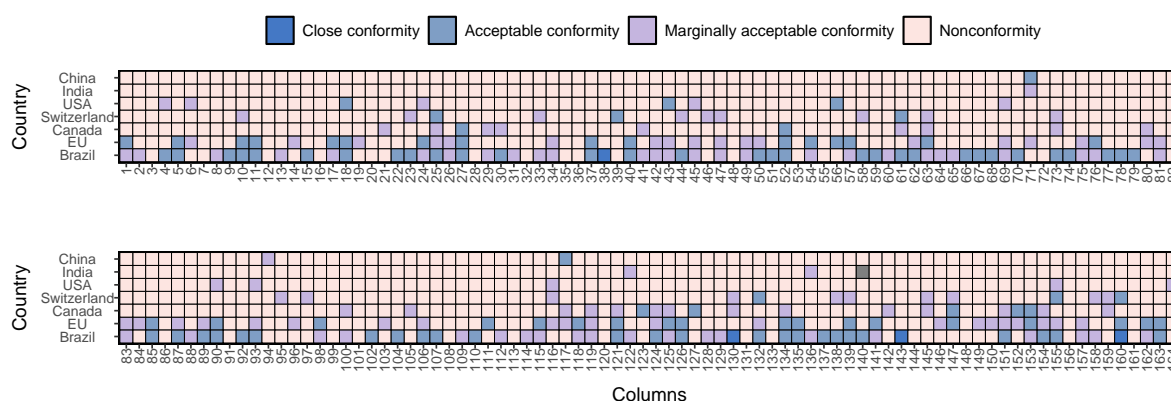 Close conformity Acceptable conformity Marginally acceptable conformity Nonconformity
Country
China
India
USA
Switzerland
Canada
EU
Brazil
1 2 3 4 5 6 7 8 9 10 11 12 13 14 15 16 17 18 19 20 21 22 23 24 25 26 27 28 29 30 31 32 33 34 35 36 37 38 39 40 41 42 43 44 45 46 47 48 49 50 51 52 53 54 55 56 57 58 59 60 61 62 63 64 65 66 67 68 69 70 71 72 73 74 75 76 77 78 79 80 81
Country
China
India
USA
Switzerland
Canada
EU
Brazil
83 84 85 86 87 88 89 90 91 92 93 94 95 96 97 98 99 100 101 102 103 104 105 106 107 108 109 110 111 112 113 114 115 116 117 118 119 120 121 122 123 124 125 126 127 128 129 130 131 132 133 134 135 136 137 138 139 140 141 142 143 144 145 146 147 148 149 150 151 152 153 154 155 156 157 158 159 160 161 162 163
Columns